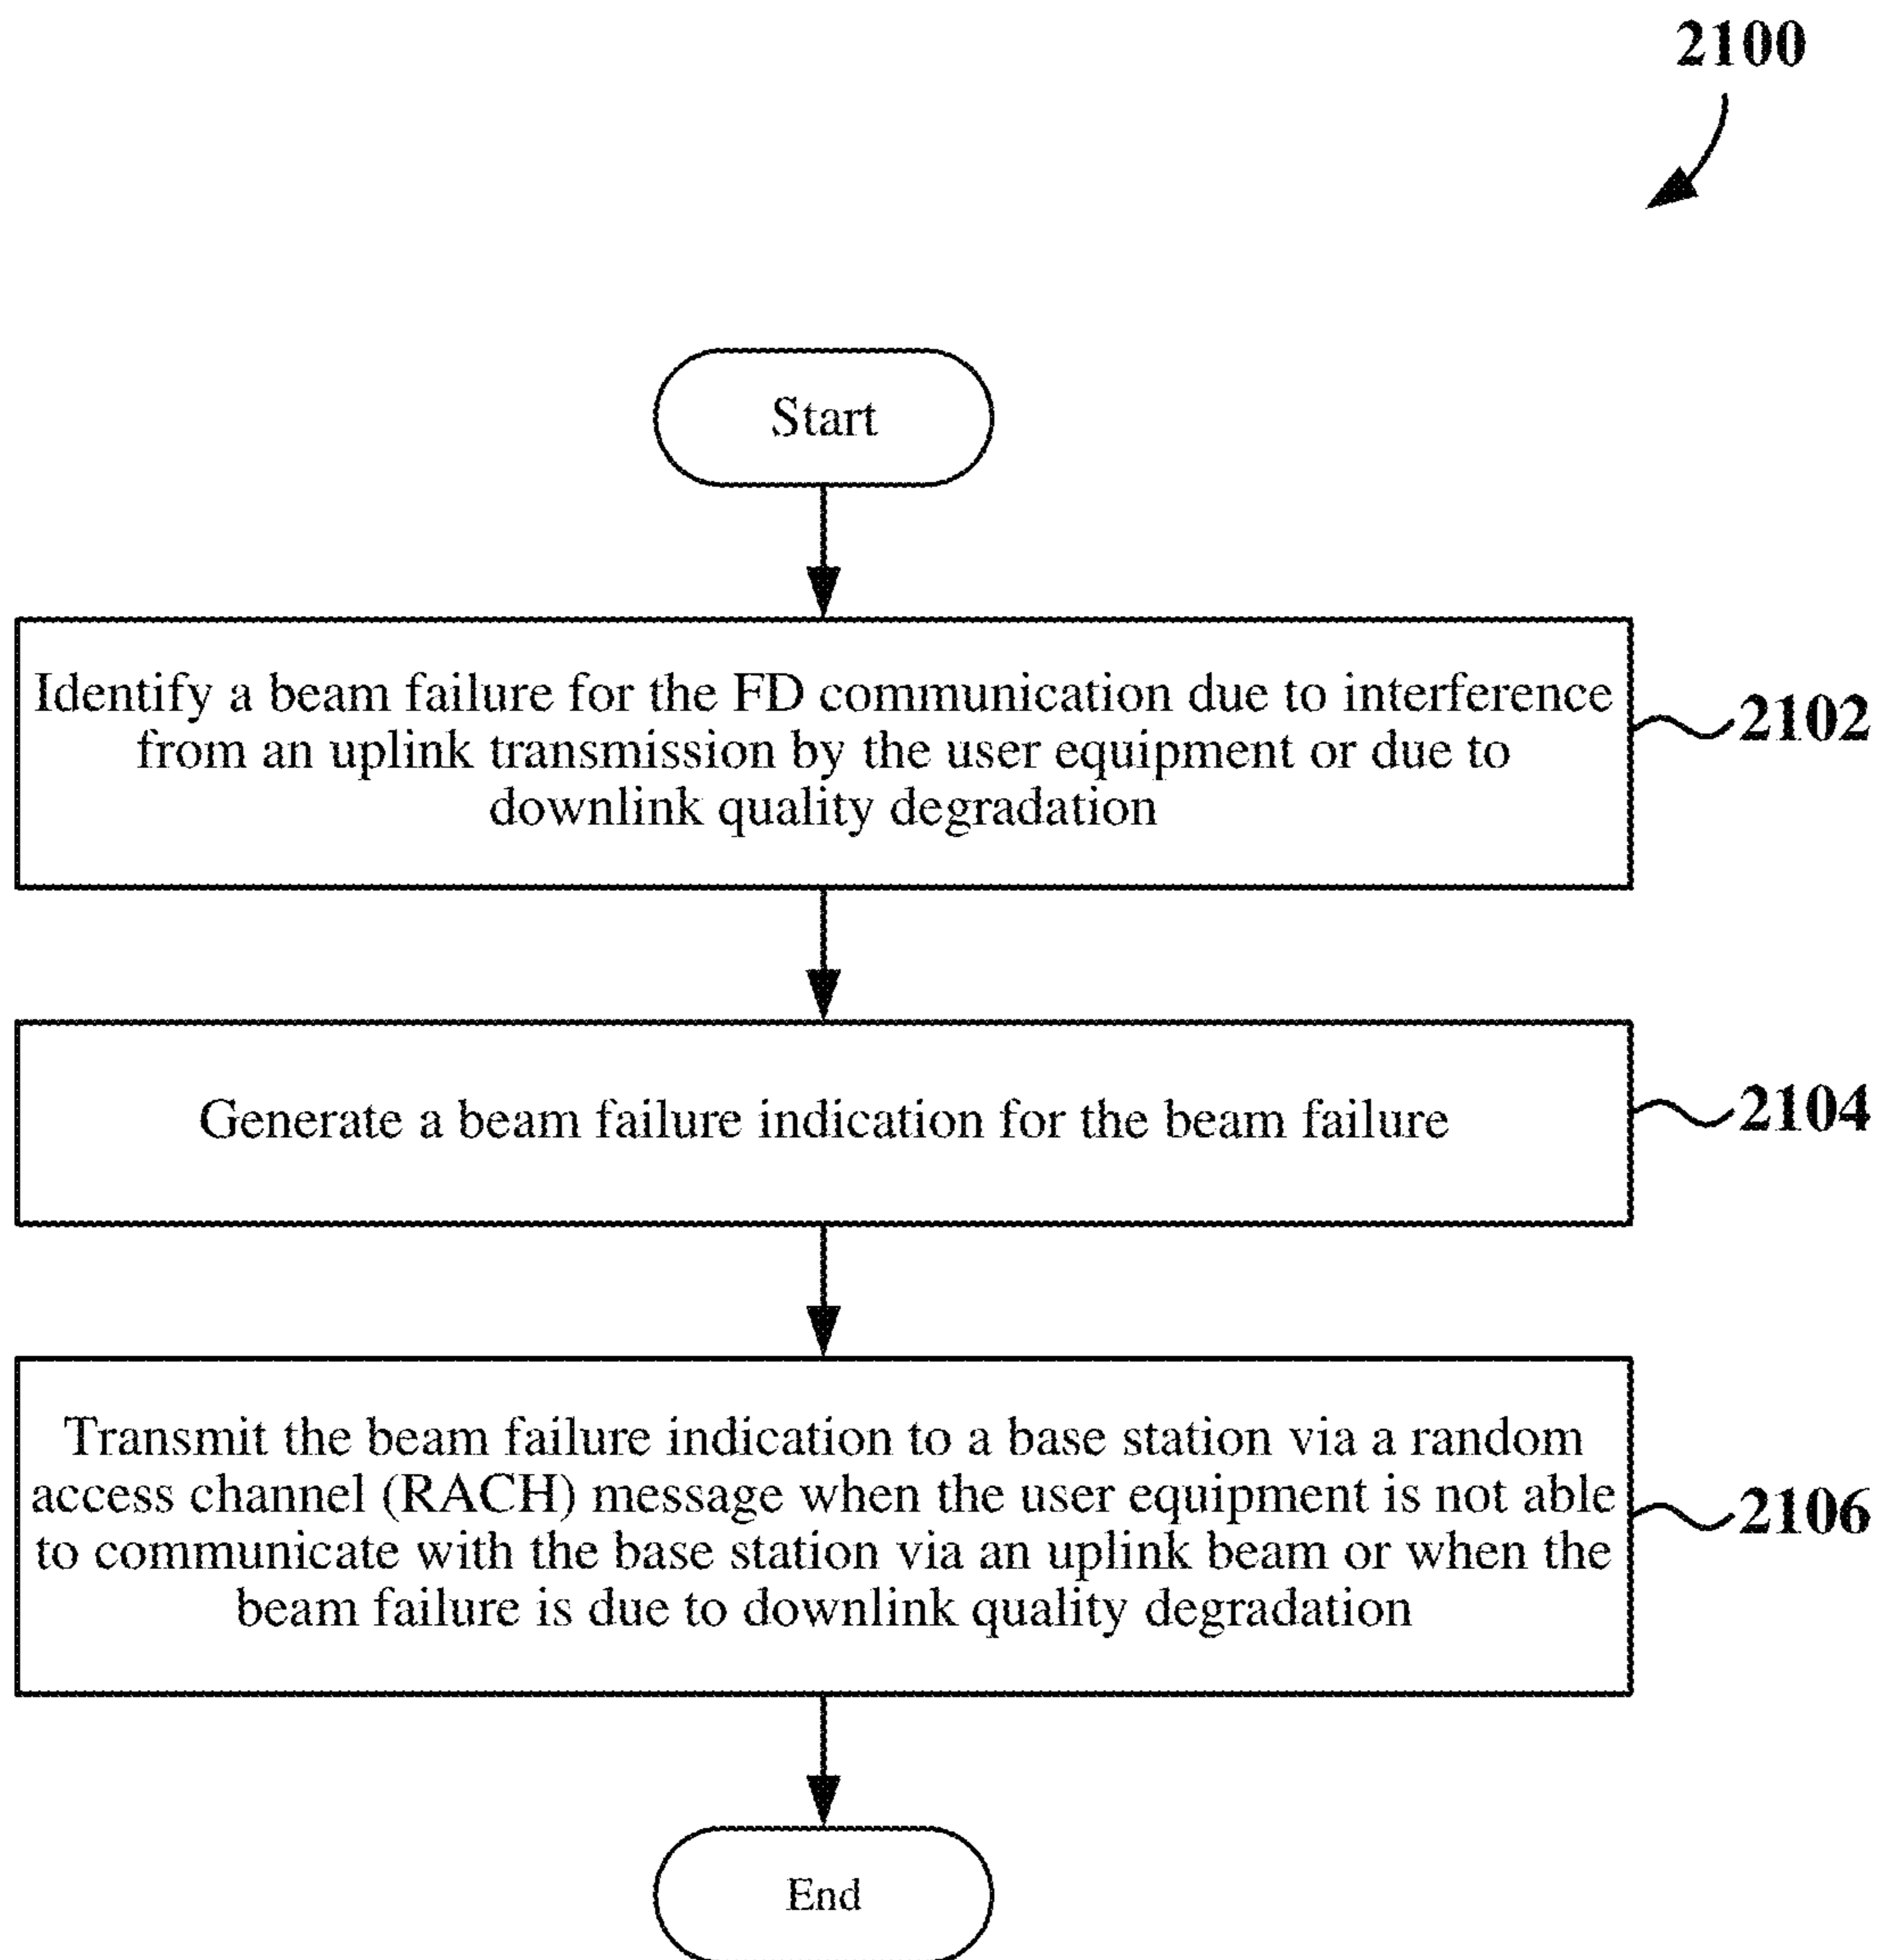 2100
Start
Identify a beam failure for the FD communication due to interference
from an uplink transmission by the user equipment or due to
downlink quality degradation
2102
Generate a beam failure indication for the beam failure
2104
Transmit the beam failure indication to a base station via a random
access channel (RACH) message when the user equipment is not able
to communicate with the base station via an uplink beam or when the
beam failure is due to downlink quality degradation
2106
End